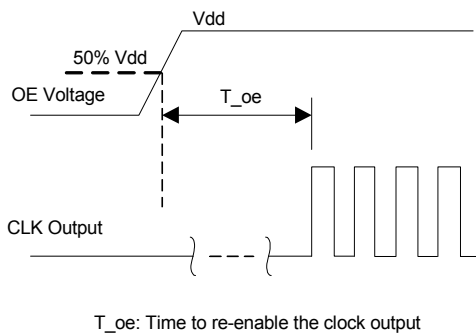 Vdd
50% Vdd
T_oe
OE Voltage
CLK Output
T_oe: Time to re-enable the clock output